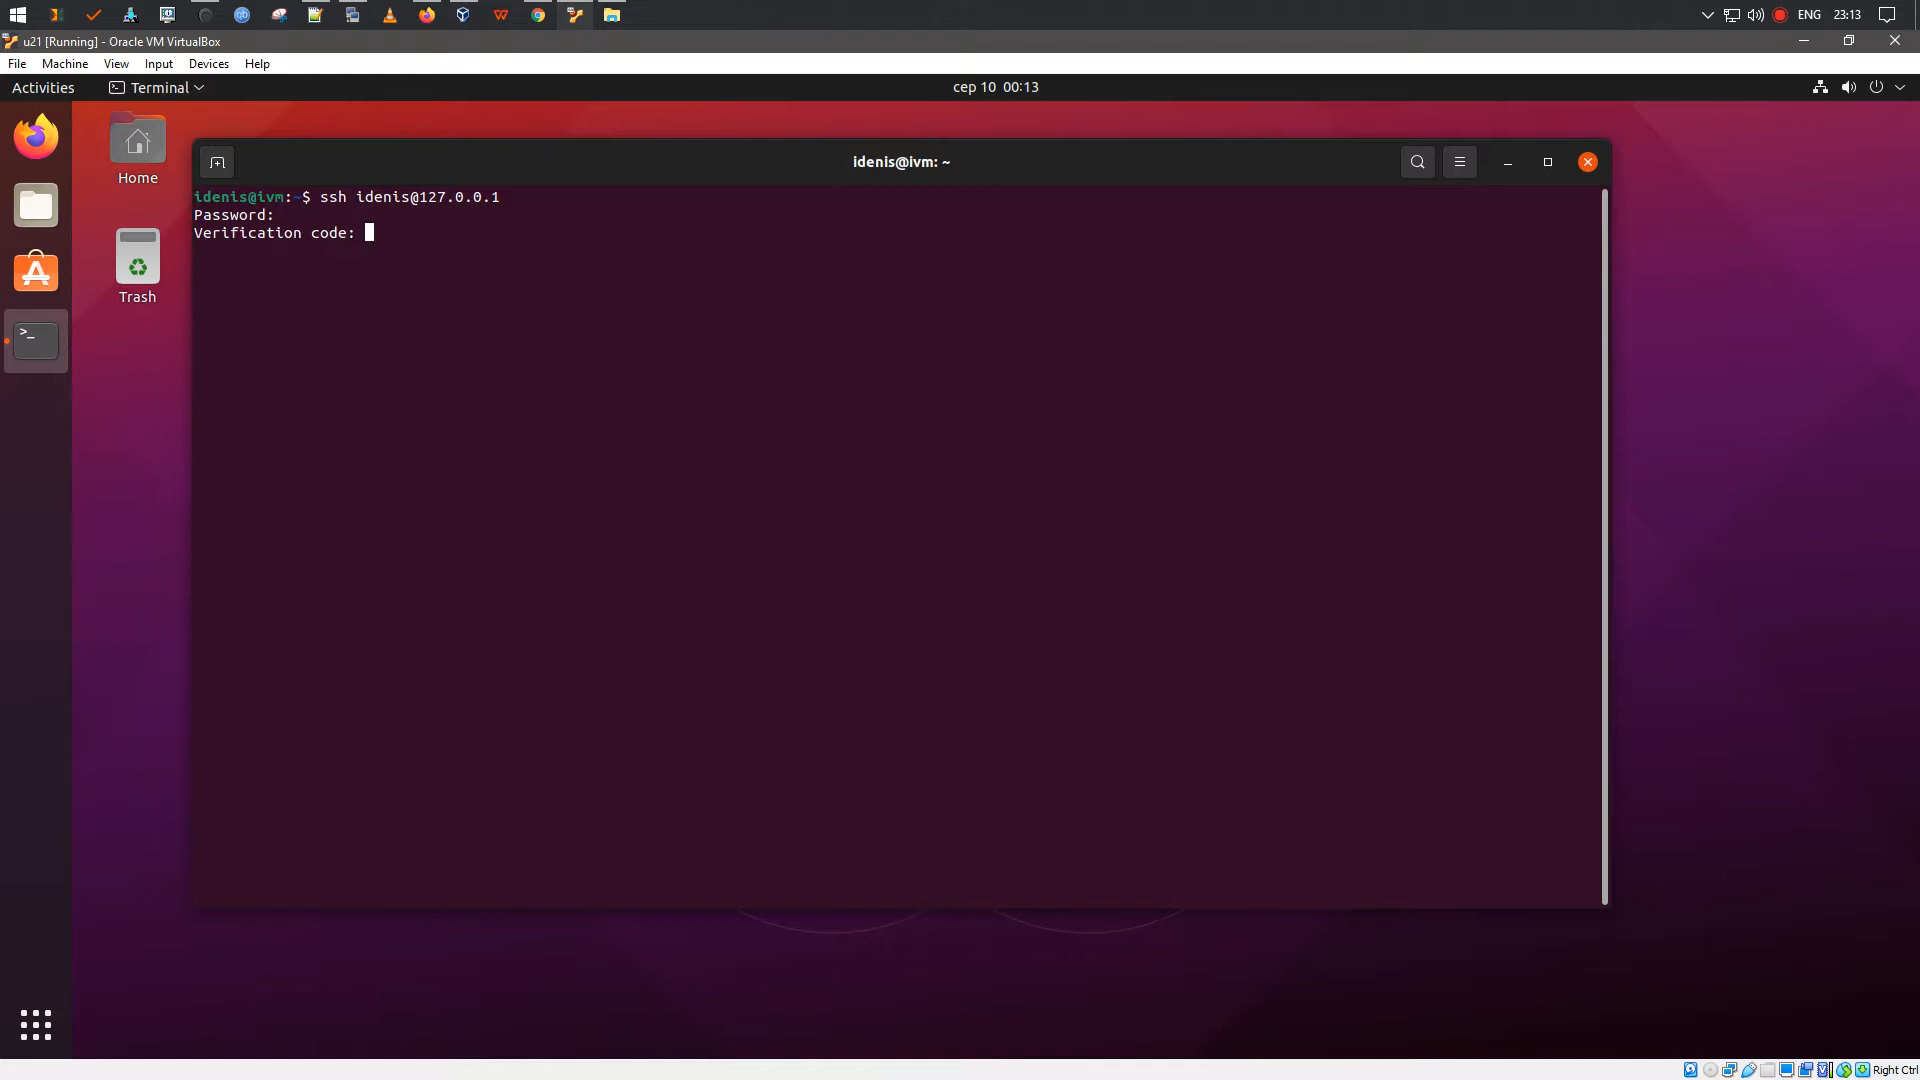 ENG 23:13
u21 [Running] - Oracle VM VirtualBox
File Machine View Input Devices Help
Activities Terminal сер 10 00:13
idenis@ivm: ~
Home
Trash
idenis@ivm:~$ ssh idenis@127.0.0.1
Password:
Verification code:
Right Ctrl